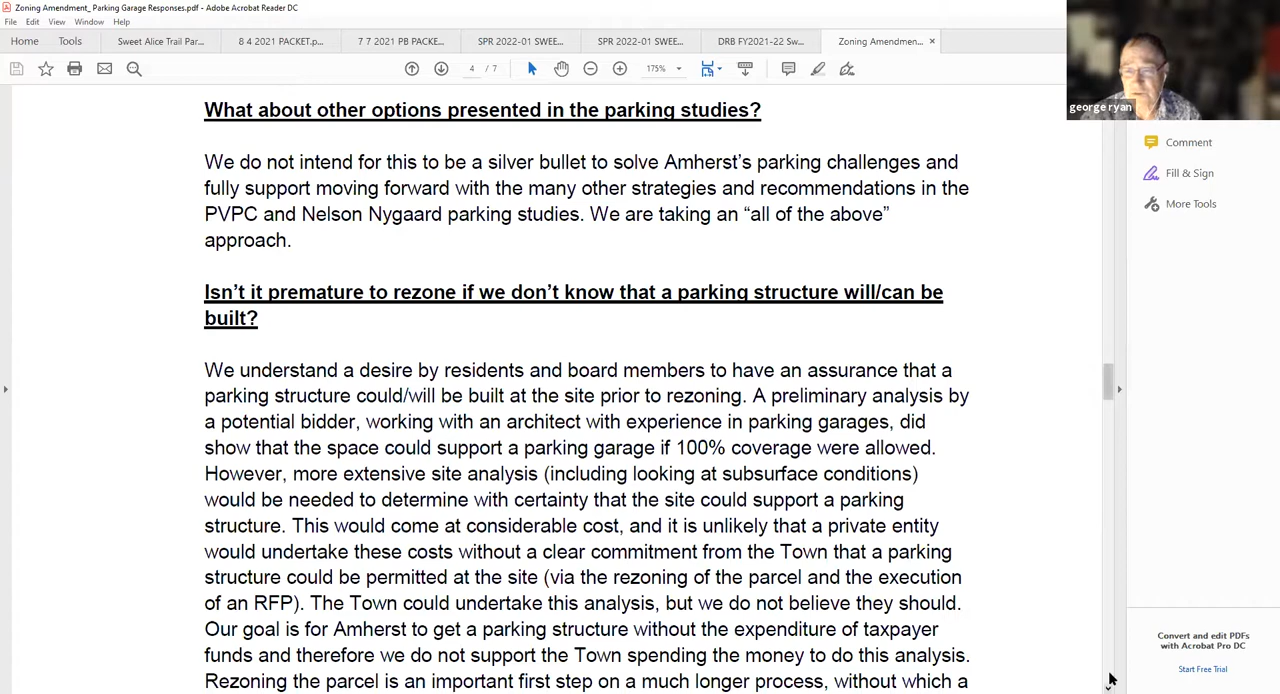 Zoning Amendment_ Parking Garage Responses.pdf - Adobe Acrobat Reader DC
File Edit View Window Help
Home Tools Sweet Alice Trail Par... 8 4 2021 PACKET.p... 7 7 2021 PB PACKE... SPR 2022-01 SWEE... SPR 2022-01 SWEE... DRB FY2021-22 Sw... Zoning Amendmen... ×
4 / 7 175%
george ryan
Comment
Fill & Sign
More Tools
What about other options presented in the parking studies?
We do not intend for this to be a silver bullet to solve Amherst’s parking challenges and
fully support moving forward with the many other strategies and recommendations in the
PVPC and Nelson Nygaard parking studies. We are taking an “all of the above”
approach.
Isn’t it premature to rezone if we don’t know that a parking structure will/can be
built?
We understand a desire by residents and board members to have an assurance that a
parking structure could/will be built at the site prior to rezoning. A preliminary analysis by
a potential bidder, working with an architect with experience in parking garages, did
show that the space could support a parking garage if 100% coverage were allowed.
However, more extensive site analysis (including looking at subsurface conditions)
would be needed to determine with certainty that the site could support a parking
structure. This would come at considerable cost, and it is unlikely that a private entity
would undertake these costs without a clear commitment from the Town that a parking
structure could be permitted at the site (via the rezoning of the parcel and the execution
of an RFP). The Town could undertake this analysis, but we do not believe they should.
Our goal is for Amherst to get a parking structure without the expenditure of taxpayer
funds and therefore we do not support the Town spending the money to do this analysis.
Rezoning the parcel is an important first step on a much longer process, without which a
Convert and edit PDFs
with Acrobat Pro DC
Start Free Trial